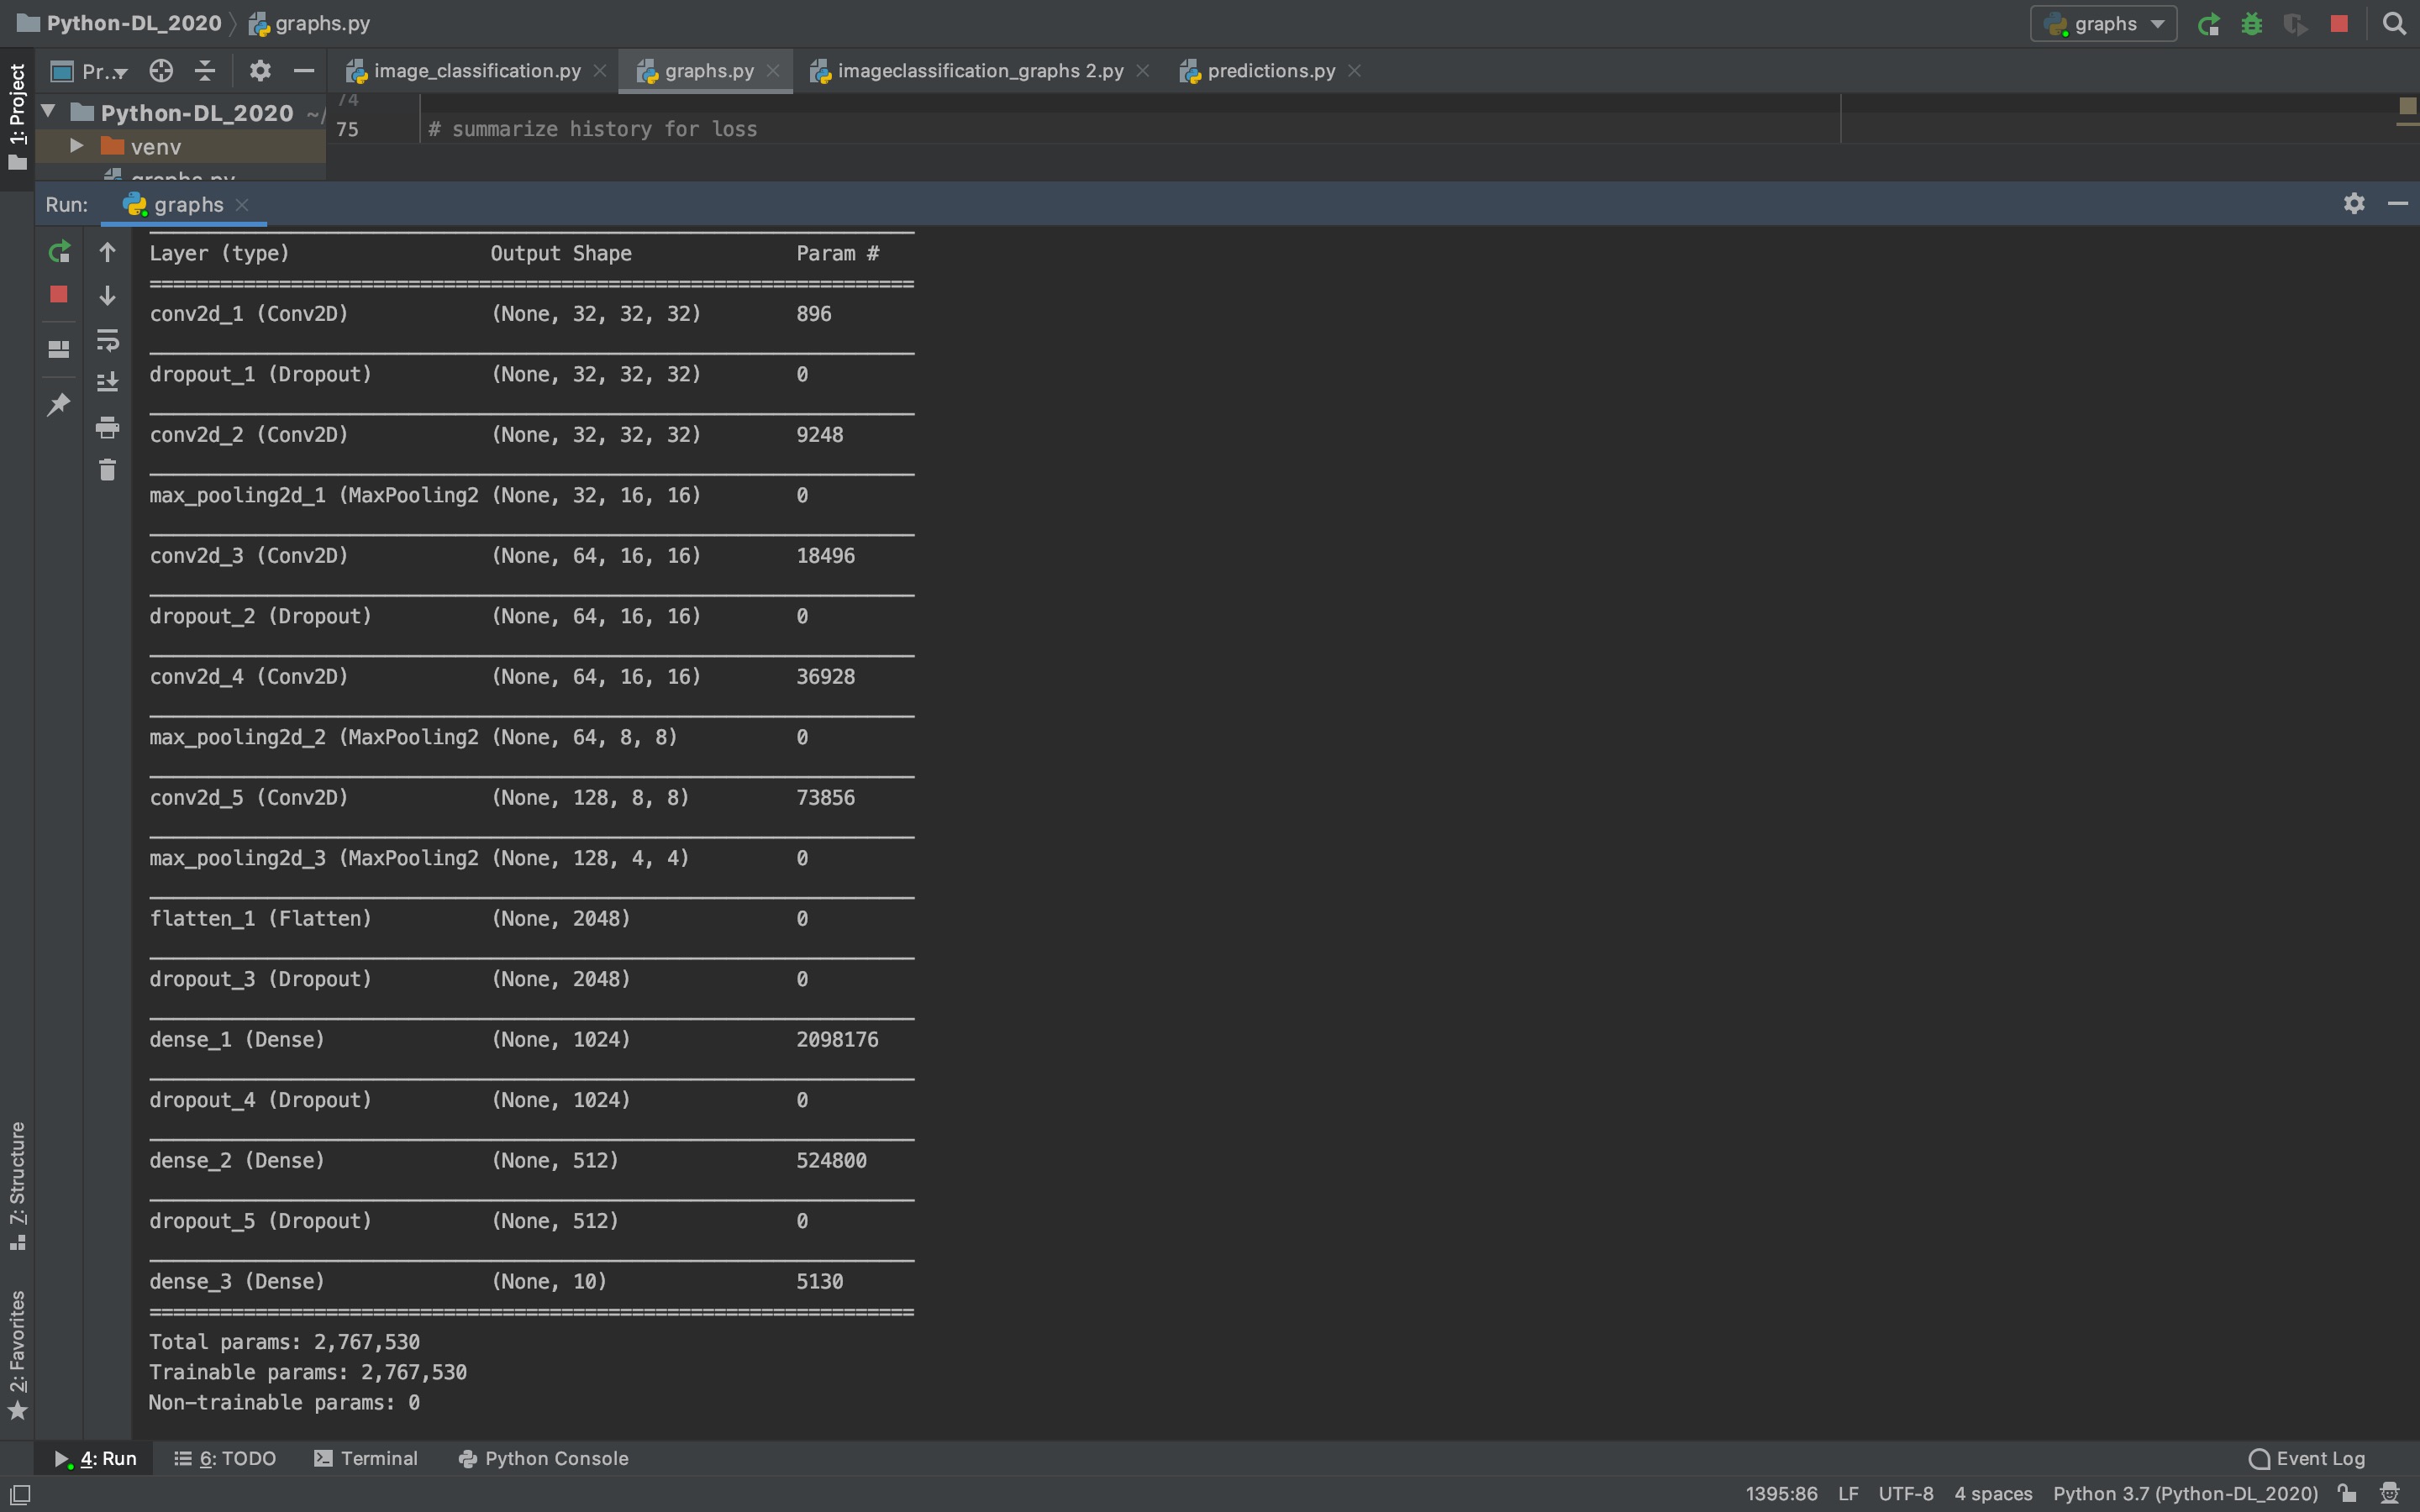 Python-DL_2020 graphs.py graphs
Pr... image_classification.py graphs.py imageclassification_graphs 2.py predictions.py
1: Project
Python-DL_2020 ~/
74
75 # summarize history for loss
venv
graphs.py
Run: graphs
Layer (type) Output Shape Param #
=================================================================
conv2d_1 (Conv2D) (None, 32, 32, 32) 896
dropout_1 (Dropout) (None, 32, 32, 32) 0
conv2d_2 (Conv2D) (None, 32, 32, 32) 9248
max_pooling2d_1 (MaxPooling2 (None, 32, 16, 16) 0
conv2d_3 (Conv2D) (None, 64, 16, 16) 18496
dropout_2 (Dropout) (None, 64, 16, 16) 0
conv2d_4 (Conv2D) (None, 64, 16, 16) 36928
max_pooling2d_2 (MaxPooling2 (None, 64, 8, 8) 0
conv2d_5 (Conv2D) (None, 128, 8, 8) 73856
max_pooling2d_3 (MaxPooling2 (None, 128, 4, 4) 0
flatten_1 (Flatten) (None, 2048) 0
dropout_3 (Dropout) (None, 2048) 0
dense_1 (Dense) (None, 1024) 2098176
dropout_4 (Dropout) (None, 1024) 0
dense_2 (Dense) (None, 512) 524800
dropout_5 (Dropout) (None, 512) 0
dense_3 (Dense) (None, 10) 5130
=================================================================
Total params: 2,767,530
Trainable params: 2,767,530
Non-trainable params: 0
7: Structure
2: Favorites
4: Run 6: TODO Terminal Python Console Event Log
1395:86 LF UTF-8 4 spaces Python 3.7 (Python-DL_2020)